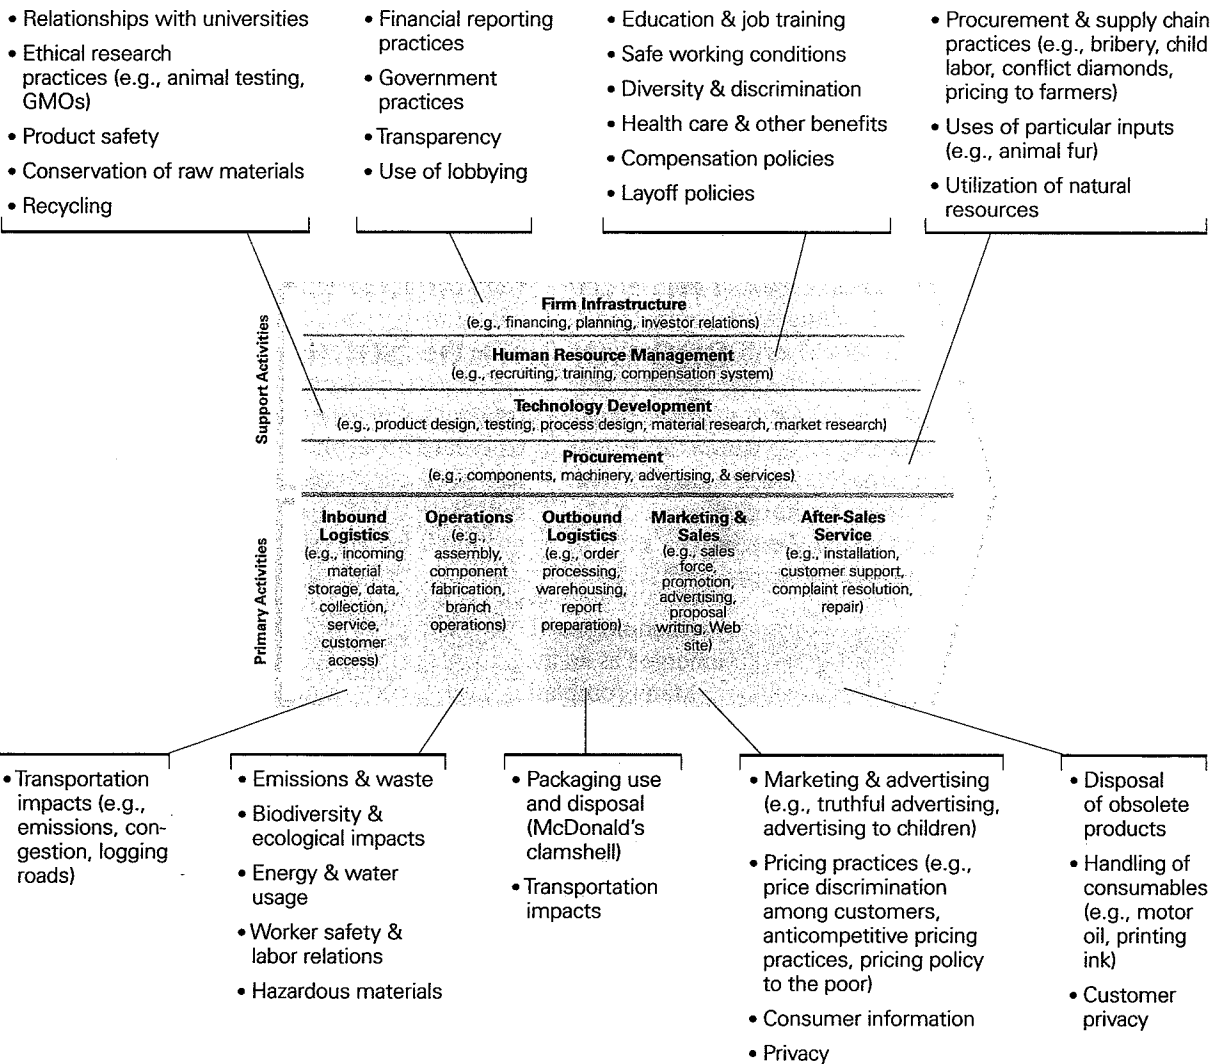 • Relationships with universities
• Ethical research
practices (e.g., animal testing,
GMOs)
• Product safety
• Conservation of raw materials
• Recycling
• Financial reporting
practices
• Government
practices
• Transparency
• Use of lobbying
• Education & job training
• Safe working conditions
• Diversity & discrimination
• Health care & other benefits
• Compensation policies
• Layoff policies
• Procurement & supply chain
practices (e.g., bribery, child
labor, conflict diamonds,
pricing to farmers)
• Uses of particular inputs
(e.g., animal fur)
• Utilization of natural
resources
Support Activities
Firm Infrastructure
(e.g., financing, planning, investor relations)
Human Resource Management
(e.g., recruiting, training, compensation system)
Technology Development
(e.g., product design, testing, process design, material research, market research)
Procurement
(e.g., components, machinery, advertising, & services)
Primary Activities
Inbound
Logistics
(e.g., incoming
material
storage, data,
collection,
service,
customer
access)
Operations
(e.g.,
assembly,
component
fabrication,
branch
operations)
Outbound
Logistics
(e.g., order
processing,
warehousing,
report
preparation)
Marketing &
Sales
(e.g., sales
force,
promotion,
advertising,
proposal
writing, Web
site)
After-Sales
Service
(e.g., installation,
customer support,
complaint resolution,
repair)
• Transportation
impacts (e.g.,
emissions, con-
gestion, logging
roads)
• Emissions & waste
• Biodiversity &
ecological impacts
• Energy & water
usage
• Worker safety &
labor relations
• Hazardous materials
• Packaging use
and disposal
(McDonald's
clamshell)
• Transportation
impacts
• Marketing & advertising
(e.g., truthful advertising,
advertising to children)
• Pricing practices (e.g.,
price discrimination
among customers,
anticompetitive pricing
practices, pricing policy
to the poor)
• Consumer information
• Privacy
• Disposal
of obsolete
products
• Handling of
consumables
(e.g., motor
oil, printing
ink)
• Customer
privacy